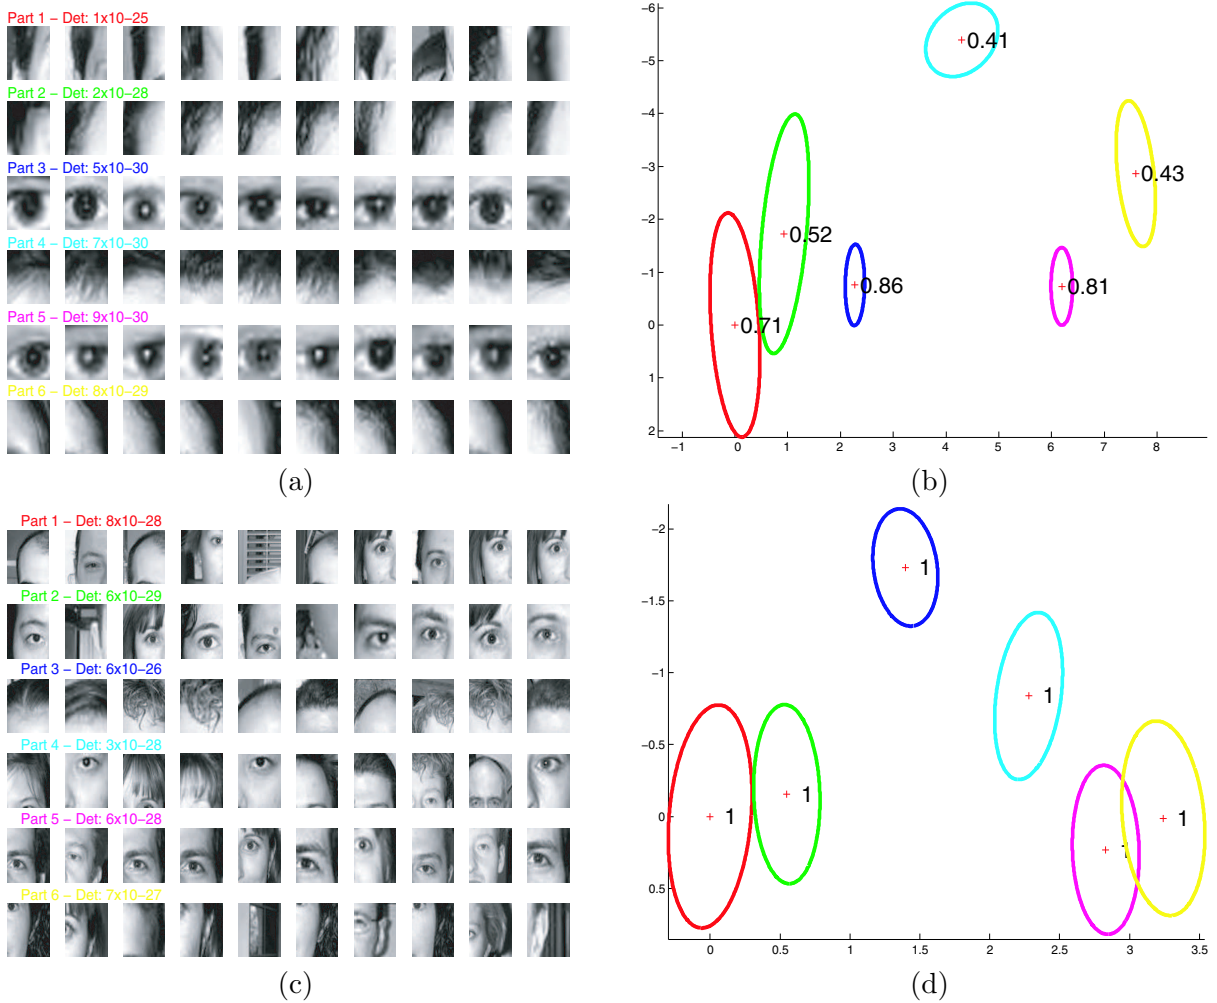 Part 1 – Det: 1x10–25
Part 2 – Det: 2x10–28
Part 3 – Det: 5x10–30
Part 4 – Det: 7x10–30
Part 5 – Det: 9x10–30
Part 6 – Det: 8x10–29
(a)
–6
–5
–4
–3
–2
–1
0
1
2
0.41
0.43
0.52
0.86
0.81
0.71
–1 0 1 2 3 4 5 6 7 8
(b)
Part 1 – Det: 8x10–28
Part 2 – Det: 6x10–29
Part 3 – Det: 6x10–26
Part 4 – Det: 3x10–28
Part 5 – Det: 6x10–28
Part 6 – Det: 7x10–27
(c)
–2
–1.5
–1
–0.5
0
0.5
1
1
1
1
1
1
0 0.5 1 1.5 2 2.5 3 3.5
(d)